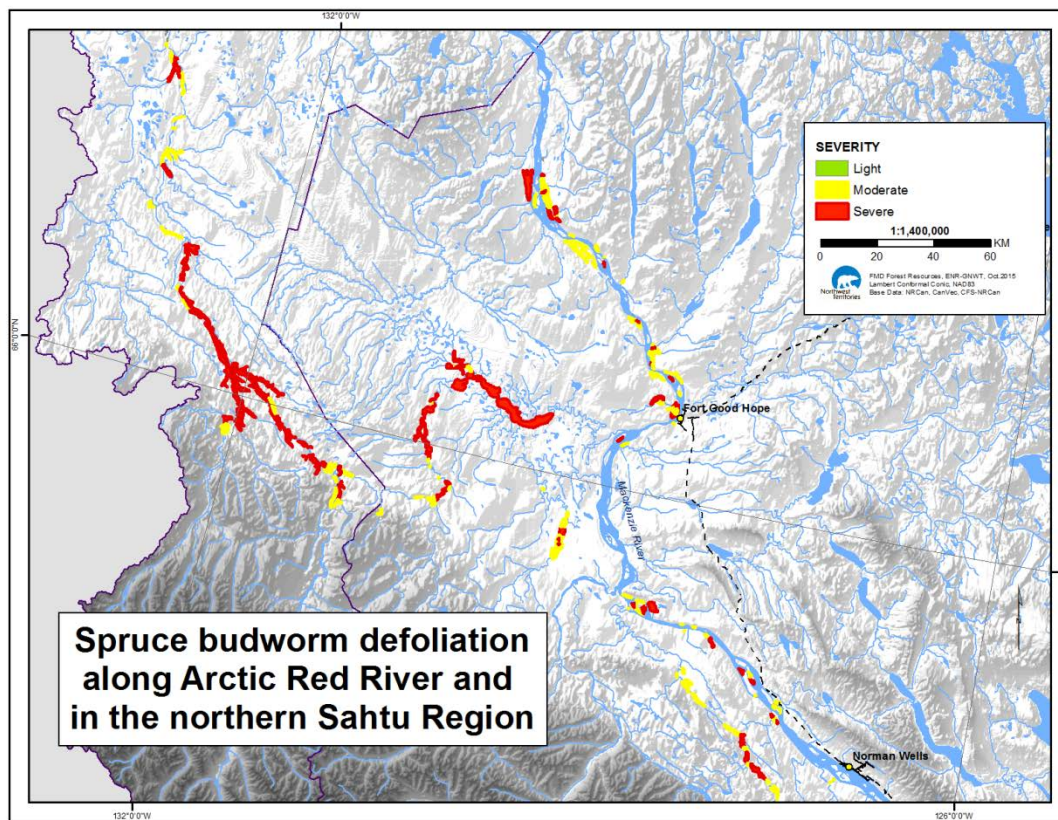 132°0'0"W
SEVERITY
Light
Moderate
Severe
1:1,400,000
0 20 40 60 KM
Northwest
Territories
FMD Forest Resources, ENR-GNWT, Oct.2015
Lambert Conformal Conic, NAD83
Base Data: NRCan, CanVec, CFS-NRCan
66°0'0"N
Fort Good Hope
Mackenzie River
Spruce budworm defoliation
along Arctic Red River and
in the northern Sahtu Region
Norman Wells
132°0'0"W
126°0'0"W